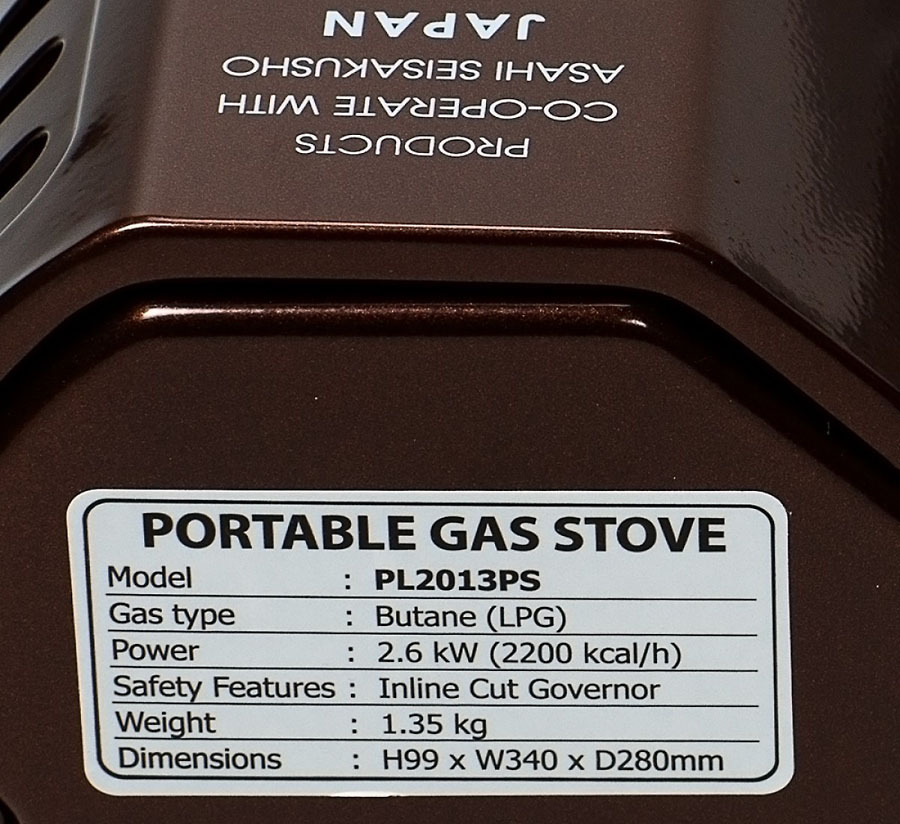 PRODUCTS
CO-OPERATE WITH
ASAHI SEISAKUSHO
JAPAN
PORTABLE GAS STOVE
Model : PL2013PS
Gas type : Butane (LPG)
Power : 2.6 kW (2200 kcal/h)
Safety Features : Inline Cut Governor
Weight : 1.35 kg
Dimensions : H99 x W340 x D280mm